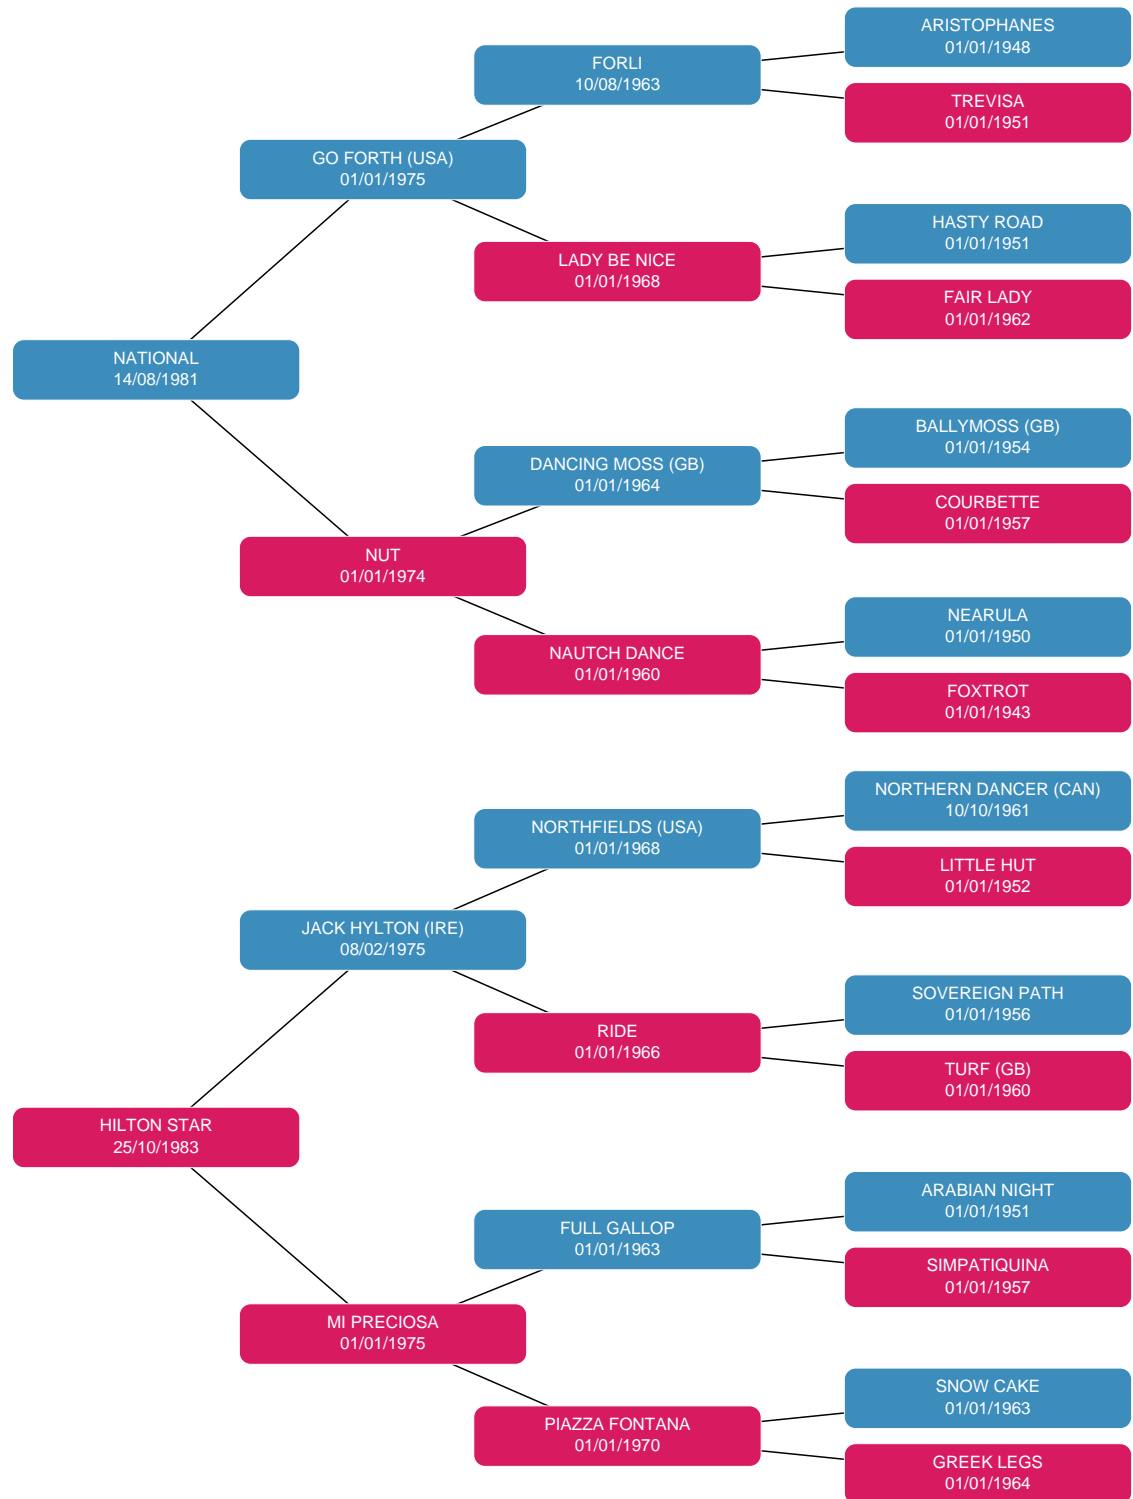 ARISTOPHANES
01/01/1948
FORLI
10/08/1963
TREVISA
01/01/1951
GO FORTH (USA)
01/01/1975
HASTY ROAD
01/01/1951
LADY BE NICE
01/01/1968
FAIR LADY
01/01/1962
NATIONAL
14/08/1981
BALLYMOSS (GB)
01/01/1954
DANCING MOSS (GB)
01/01/1964
COURBETTE
01/01/1957
NUT
01/01/1974
NEARULA
01/01/1950
NAUTCH DANCE
01/01/1960
FOXTROT
01/01/1943
NORTHERN DANCER (CAN)
10/10/1961
NORTHFIELDS (USA)
01/01/1968
LITTLE HUT
01/01/1952
JACK HYLTON (IRE)
08/02/1975
SOVEREIGN PATH
01/01/1956
RIDE
01/01/1966
TURF (GB)
01/01/1960
HILTON STAR
25/10/1983
ARABIAN NIGHT
01/01/1951
FULL GALLOP
01/01/1963
SIMPATIQUINA
01/01/1957
MI PRECIOSA
01/01/1975
SNOW CAKE
01/01/1963
PIAZZA FONTANA
01/01/1970
GREEK LEGS
01/01/1964